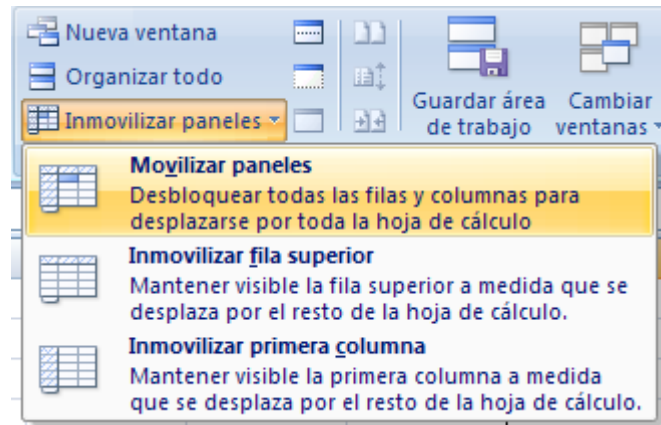 Nueva ventana
Organizar todo
Inmovilizar paneles
Guardar área
de trabajo
Cambiar
ventanas
Movilizar paneles
Desbloquear todas las filas y columnas para
desplazarse por toda la hoja de cálculo
Inmovilizar fila superior
Mantener visible la fila superior a medida que se
desplaza por el resto de la hoja de cálculo.
Inmovilizar primera columna
Mantener visible la primera columna a medida
que se desplaza por el resto de la hoja de cálculo.